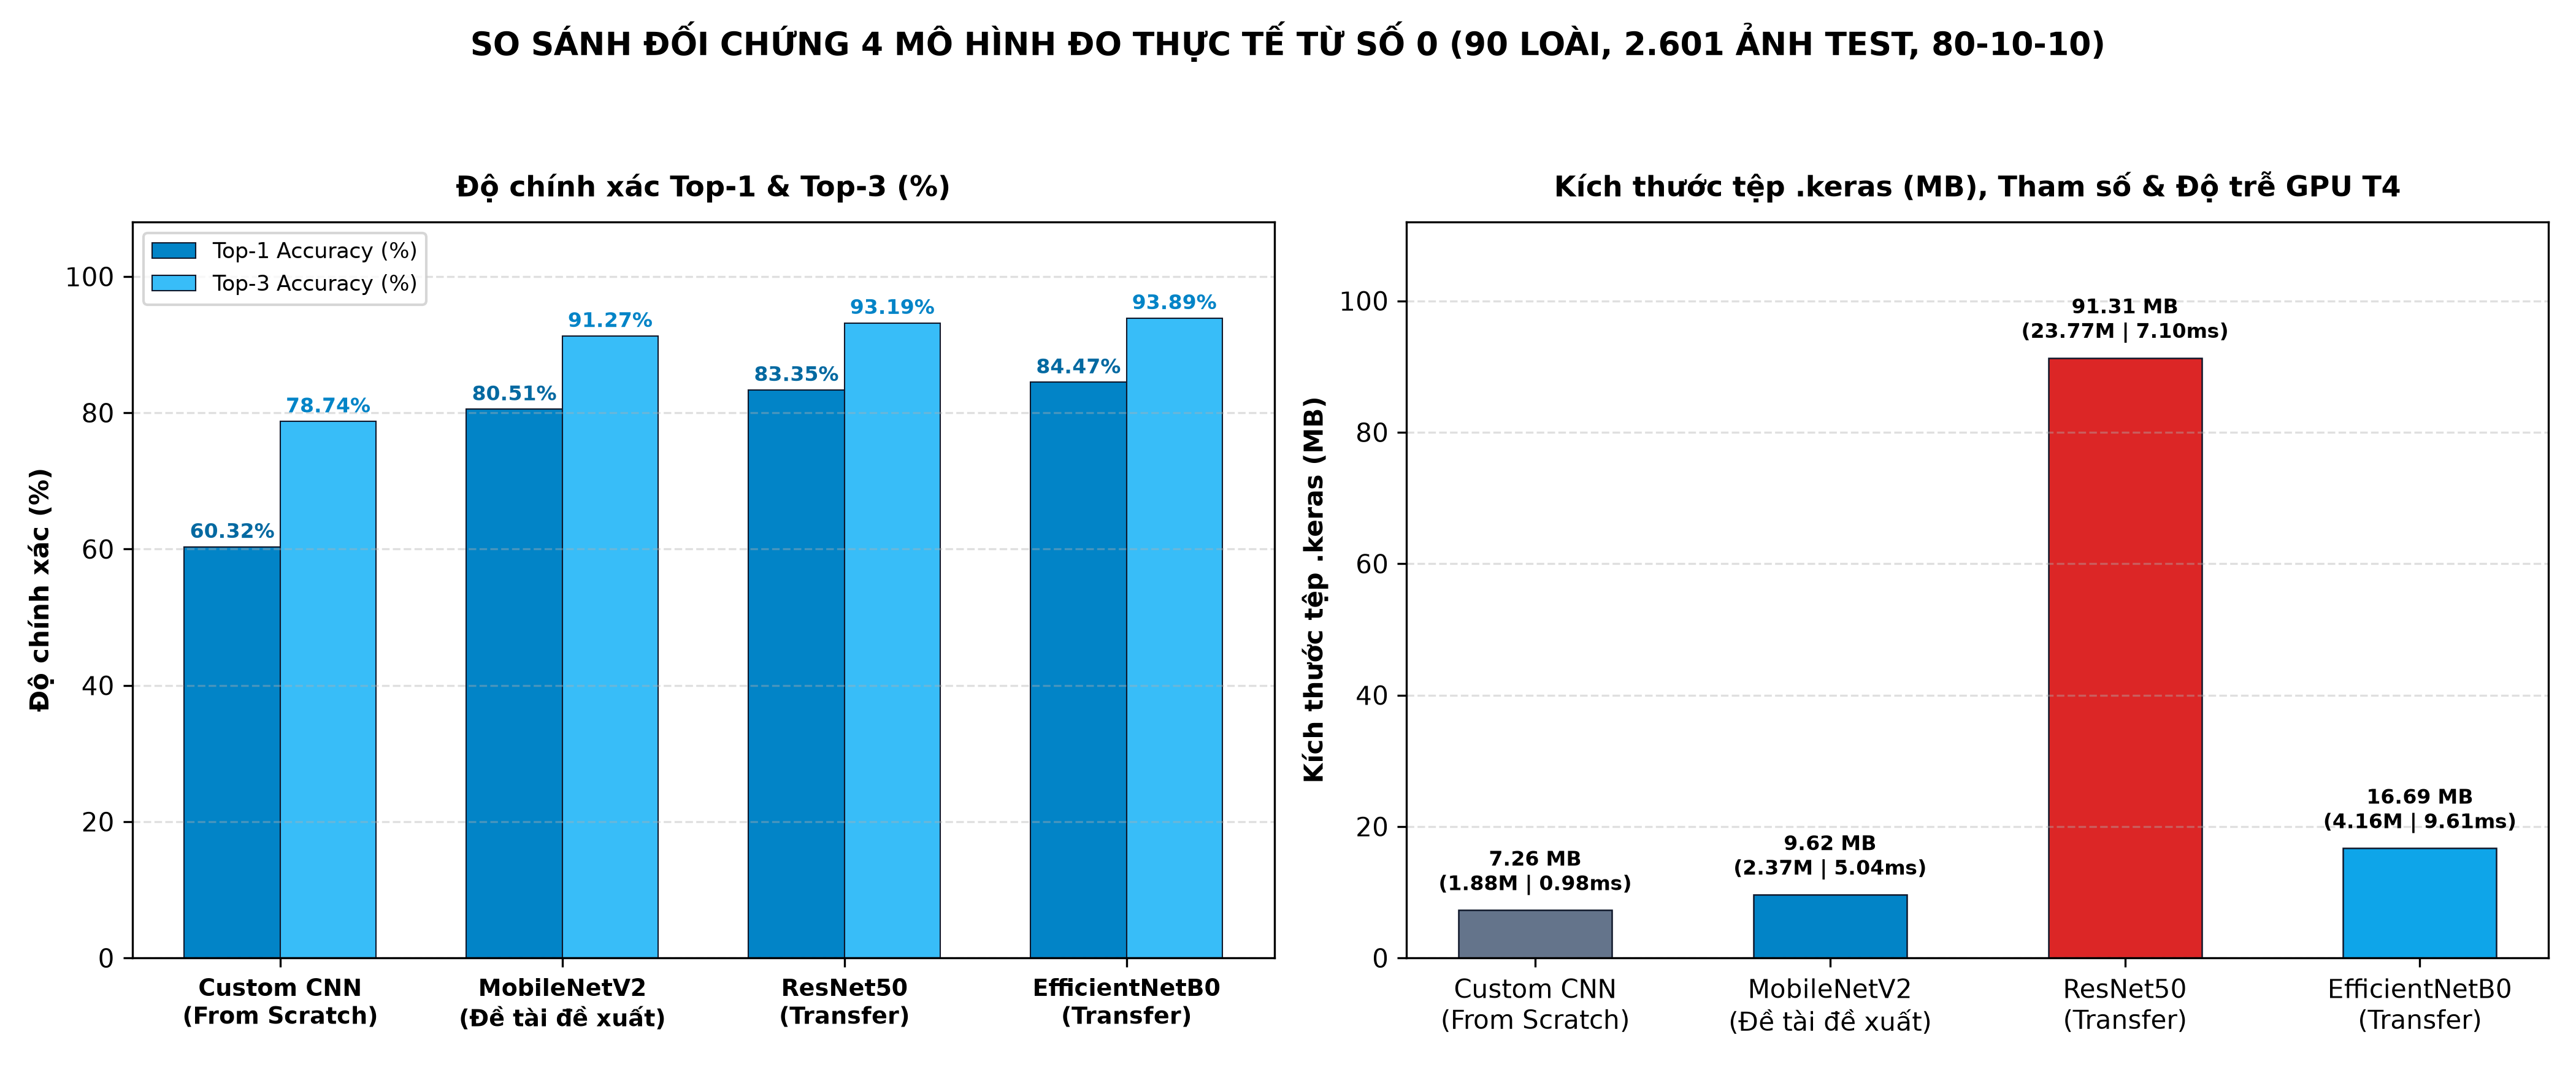 SO SÁNH ĐỐI CHỨNG 4 MÔ HÌNH ĐO THỰC TẾ TỪ SỐ 0 (90 LOÀI, 2.601 ẢNH TEST, 80-10-10)
Độ chính xác Top-1 & Top-3 (%)
Top-1 Accuracy (%)
Top-3 Accuracy (%)
Độ chính xác (%)
100
80
60
40
20
0
60.32%
78.74%
80.51%
91.27%
83.35%
93.19%
84.47%
93.89%
Custom CNN
(From Scratch)
MobileNetV2
(Đề tài đề xuất)
ResNet50
(Transfer)
EfficientNetB0
(Transfer)
Kích thước tệp .keras (MB), Tham số & Độ trễ GPU T4
Kích thước tệp .keras (MB)
100
80
60
40
20
0
7.26 MB
(1.88M | 0.98ms)
9.62 MB
(2.37M | 5.04ms)
91.31 MB
(23.77M | 7.10ms)
16.69 MB
(4.16M | 9.61ms)
Custom CNN
(From Scratch)
MobileNetV2
(Đề tài đề xuất)
ResNet50
(Transfer)
EfficientNetB0
(Transfer)